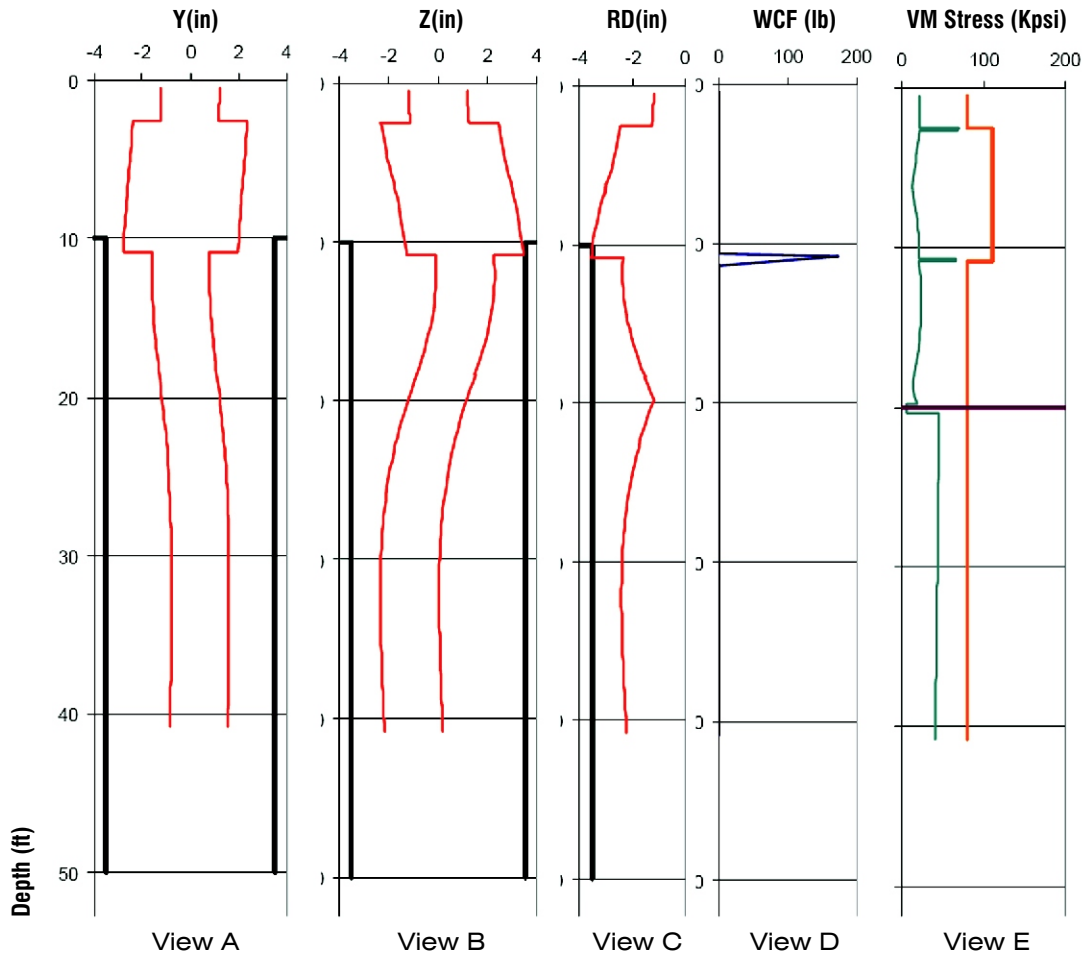 Y(in) Z(in) RD(in) WCF (lb) VM Stress (Kpsi)
-4 -2 0 2 4 -4 -2 0 2 4 -4 -2 0 0 100 200 0 100 200
0
10
20
30
40
50
Depth (ft)
View A View B View C View D View E